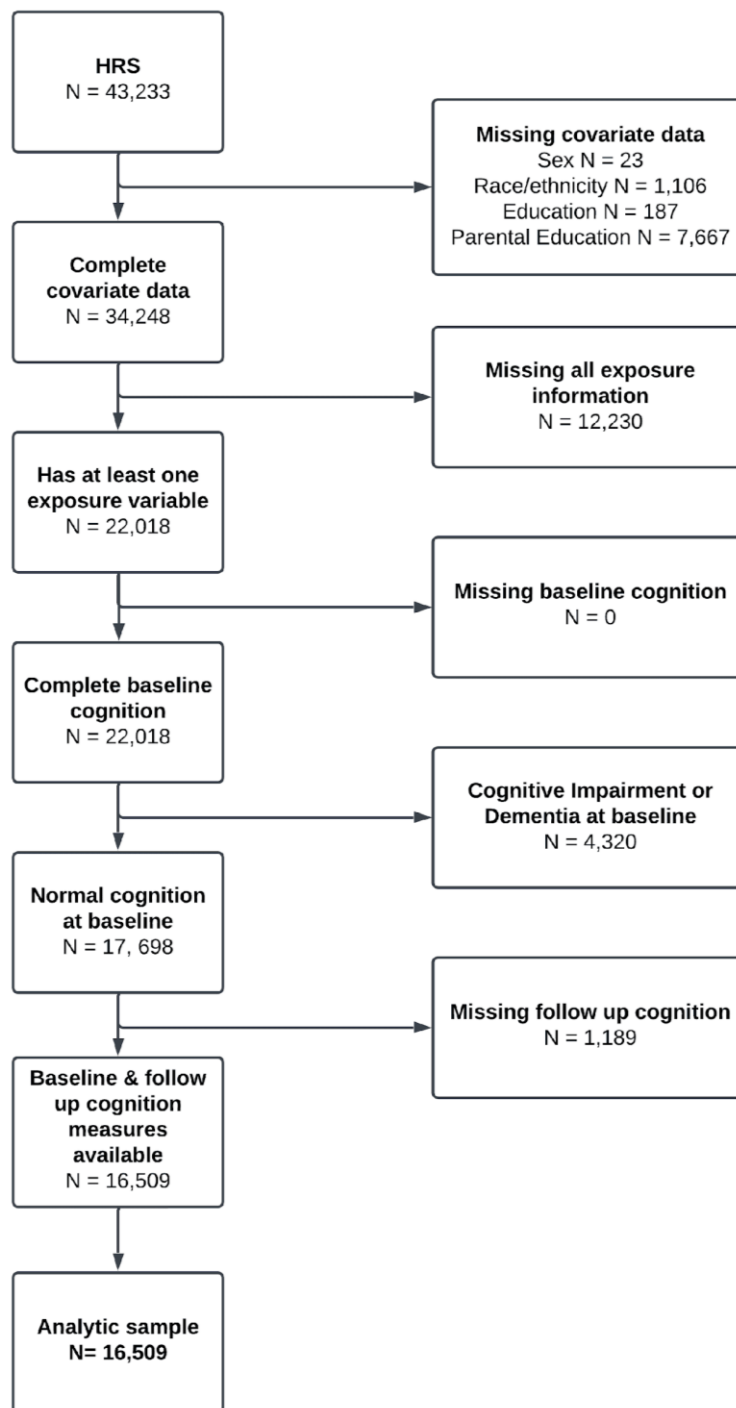 HRS
N = 43,233
Missing covariate data
Sex N = 23
Race/ethnicity N = 1,106
Education N = 187
Parental Education N = 7,667
Complete
covariate data
N = 34,248
Missing all exposure
information
N = 12,230
Has at least one
exposure variable
N = 22,018
Missing baseline cognition
N = 0
Complete baseline
cognition
N = 22,018
Cognitive Impairment or
Dementia at baseline
N = 4,320
Normal cognition
at baseline
N = 17, 698
Missing follow up cognition
N = 1,189
Baseline & follow
up cognition
measures
available
N = 16,509
Analytic sample
N= 16,509